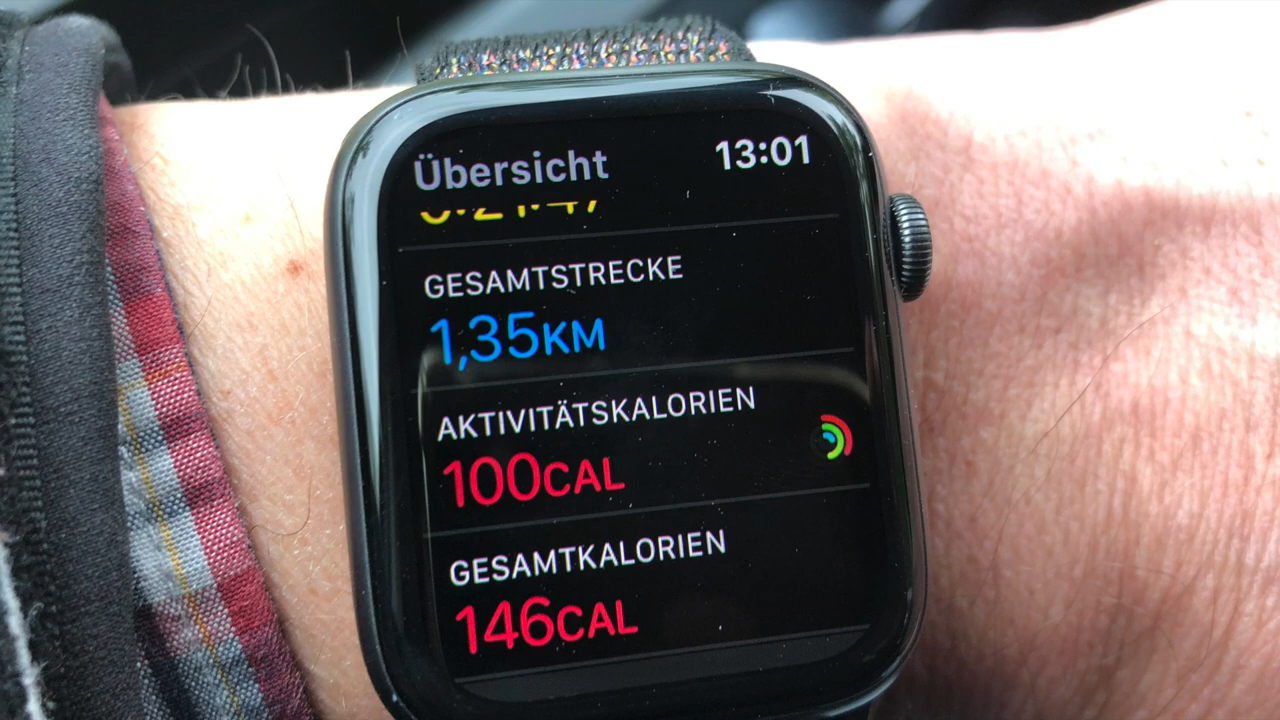 Übersicht 13:01
GESAMTSTRECKE
1,35KM
AKTIVITÄTSKALORIEN
100CAL
GESAMTKALORIEN
146CAL